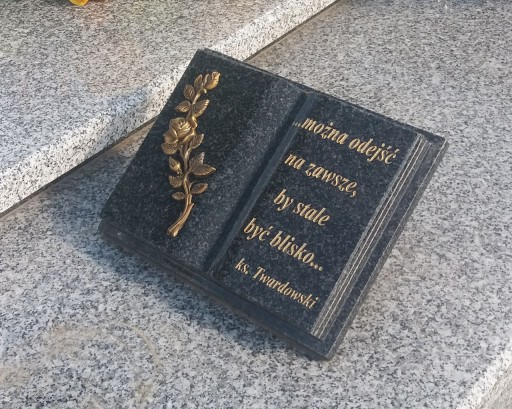 ...można odejść
na zawsze,
by stale
być blisko...
ks. Twardowski